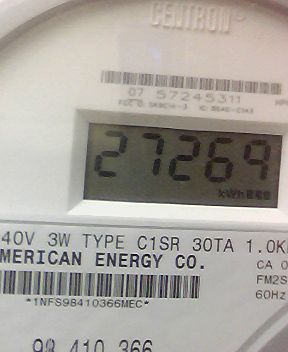 CENTRON®
07 57245311
27269
kWh
40V 3W TYPE C1SR 30TA 1.0K
MERICAN ENERGY CO.
CA 0
FM2S
60Hz
*1NFS98410366MEC*
98 410 366